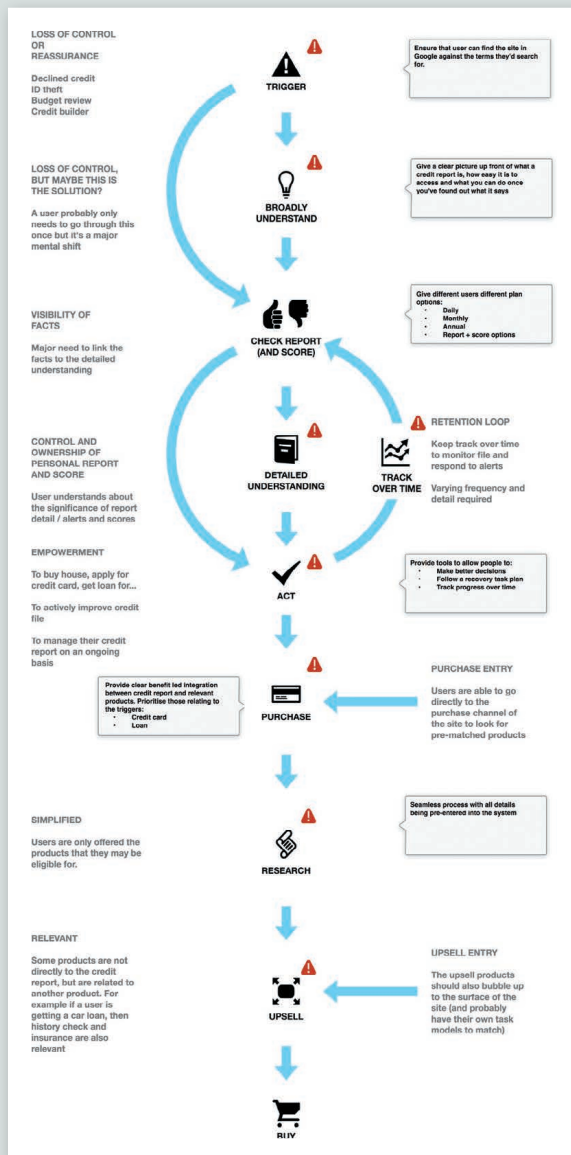 LOSS OF CONTROL
OR
REASSURANCE
Declined credit
ID theft
Budget review
Credit builder
TRIGGER
Ensure that user can find the site in
Google against the terms they'd search
for.
LOSS OF CONTROL,
BUT MAYBE THIS IS
THE SOLUTION?
A user probably only
needs to go through this
once but it's a major
mental shift
BROADLY
UNDERSTAND
Give a clear picture up front of what a
credit report is, how easy it is to
access and what you can do once
you've found out what it says
VISIBILITY OF
FACTS
Major need to link the
facts to the detailed
understanding
CHECK REPORT
(AND SCORE)
Give different users different plan
options:
• Daily
• Monthly
• Annual
• Report + score options
CONTROL AND
OWNERSHIP OF
PERSONAL REPORT
AND SCORE
User understands about
the significance of report
detail / alerts and scores
DETAILED
UNDERSTANDING
TRACK
OVER TIME
RETENTION LOOP
Keep track over time
to monitor file and
respond to alerts
Varying frequency and
detail required
EMPOWERMENT
To buy house, apply for
credit card, get loan for...
To actively improve credit
file
To manage their credit
report on an ongoing
basis
ACT
Provide tools to allow people to:
• Make better decisions
• Follow a recovery task plan
• Track progress over time
Provide clear benefit led integration
between credit report and relevant
products. Prioritise those relating to
the triggers:
• Credit card
• Loan
PURCHASE
PURCHASE ENTRY
Users are able to go
directly to the
purchase channel of
the site to look for
pre-matched products
SIMPLIFIED
Users are only offered the
products that they may be
eligible for.
RESEARCH
Seamless process with all details
being pre-entered into the system
RELEVANT
Some products are not
directly to the credit
report, but are related to
another product. For
example if a user is
getting a car loan, then
history check and
insurance are also
relevant
UPSELL
UPSELL ENTRY
The upsell products
should also bubble up
to the surface of the
site (and probably
have their own task
models to match)
BUY